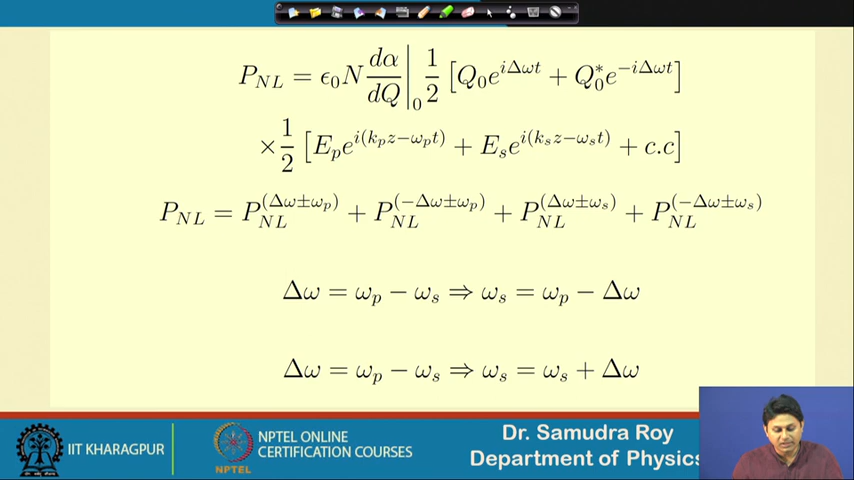 $P_{NL} = \epsilon_0 N \left.\frac{d\alpha}{dQ}\right|_0 \frac{1}{2} \left[ Q_0 e^{i\Delta\omega t} + Q_0^* e^{-i\Delta\omega t} \right]$
$\times \frac{1}{2} \left[ E_p e^{i(k_p z - \omega_p t)} + E_s e^{i(k_s z - \omega_s t)} + c.c \right]$
$P_{NL} = P_{NL}^{(\Delta\omega \pm \omega_p)} + P_{NL}^{(-\Delta\omega \pm \omega_p)} + P_{NL}^{(\Delta\omega \pm \omega_s)} + P_{NL}^{(-\Delta\omega \pm \omega_s)}$
$\Delta\omega = \omega_p - \omega_s \Rightarrow \omega_s = \omega_p - \Delta\omega$
$\Delta\omega = \omega_p - \omega_s \Rightarrow \omega_s = \omega_s + \Delta\omega$
IIT KHARAGPUR
NPTEL
NPTEL ONLINE
CERTIFICATION COURSES
Dr. Samudra Roy
Department of Physics